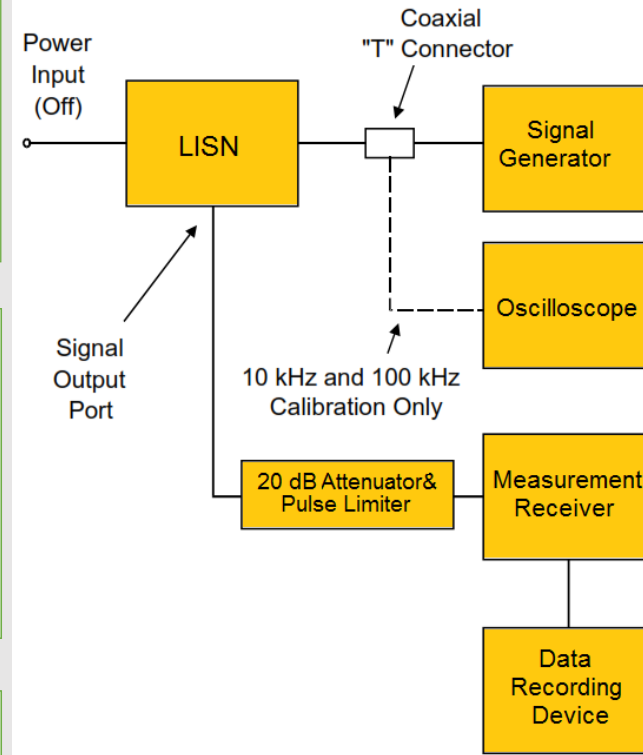 Coaxial
"T" Connector
Power
Input
(Off)
LISN
Signal
Generator
Oscilloscope
Signal
Output
Port
10 kHz and 100 kHz
Calibration Only
20 dB Attenuator&
Pulse Limiter
Measurement
Receiver
Data
Recording
Device